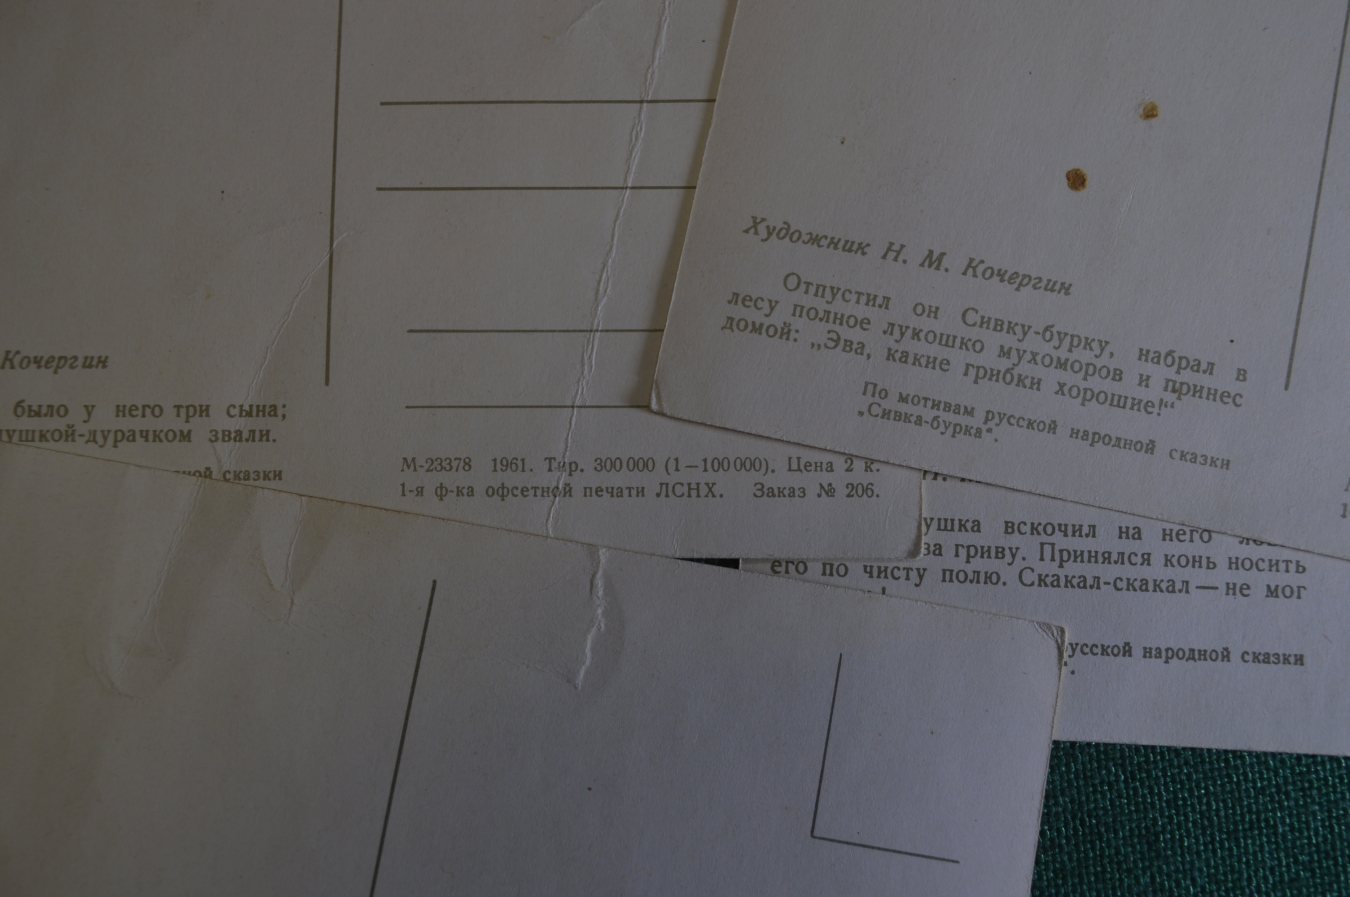 Кочергин
было у него три сына;
ушкой-дурачком звали.
сказки
М-23378 1961. Тир. 300 000 (1—100 000). Цена 2 к.
1-я ф-ка офсетной печати ЛСНХ. Заказ № 206.
Художник Н. М. Кочергин
Отпустил он Сивку-бурку, набрал в
лесу полное лукошко мухоморов и принес
домой: „Эва, какие грибки хорошие!“
По мотивам русской народной сказки
„Сивка-бурка“.
ушка вскочил на него
за гриву. Принялся конь носить
его по чисту полю. Скакал-скакал — не мог
усской народной сказки